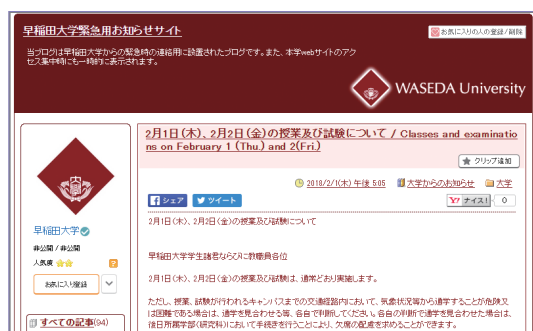 早稲田大学緊急用お知らせサイト
お気に入りの人の登録/削除
当ブログは早稲田大学からの緊急時の連絡用に設置されたブログです。また、本学webサイトのアク
セス集中時にも一時的に表示されます。
WASEDA University
2月1日(木)、2月2日(金)の授業及び試験について / Classes and examinatio
ns on February 1 (Thu.) and 2(Fri.)
クリップ追加
2018/2/1(木) 午後 5:05
大学からのお知らせ
大学
シェア
ツイート
Y! ナイス!
0
2月1日(木)、2月2日(金)の授業及び試験について
早稲田大学学生諸君ならびに教職員各位
2月1日(木)、2月2日(金)の授業及び試験は、通常どおり実施します。
ただし、授業、試験が行われるキャンパスまでの交通経路内において、気象状況等から通学することが危険又
は困難である場合は、通学を見合わせる等、各自で判断してください。各自の判断で通学を見合わせた場合は、
後日所属学部(研究科)において手続きを行うことにより、欠席の配慮を求めることができます。
早稲田大学
非公開 / 非公開
人気度
?
お気に入り登録
すべての記事(94)